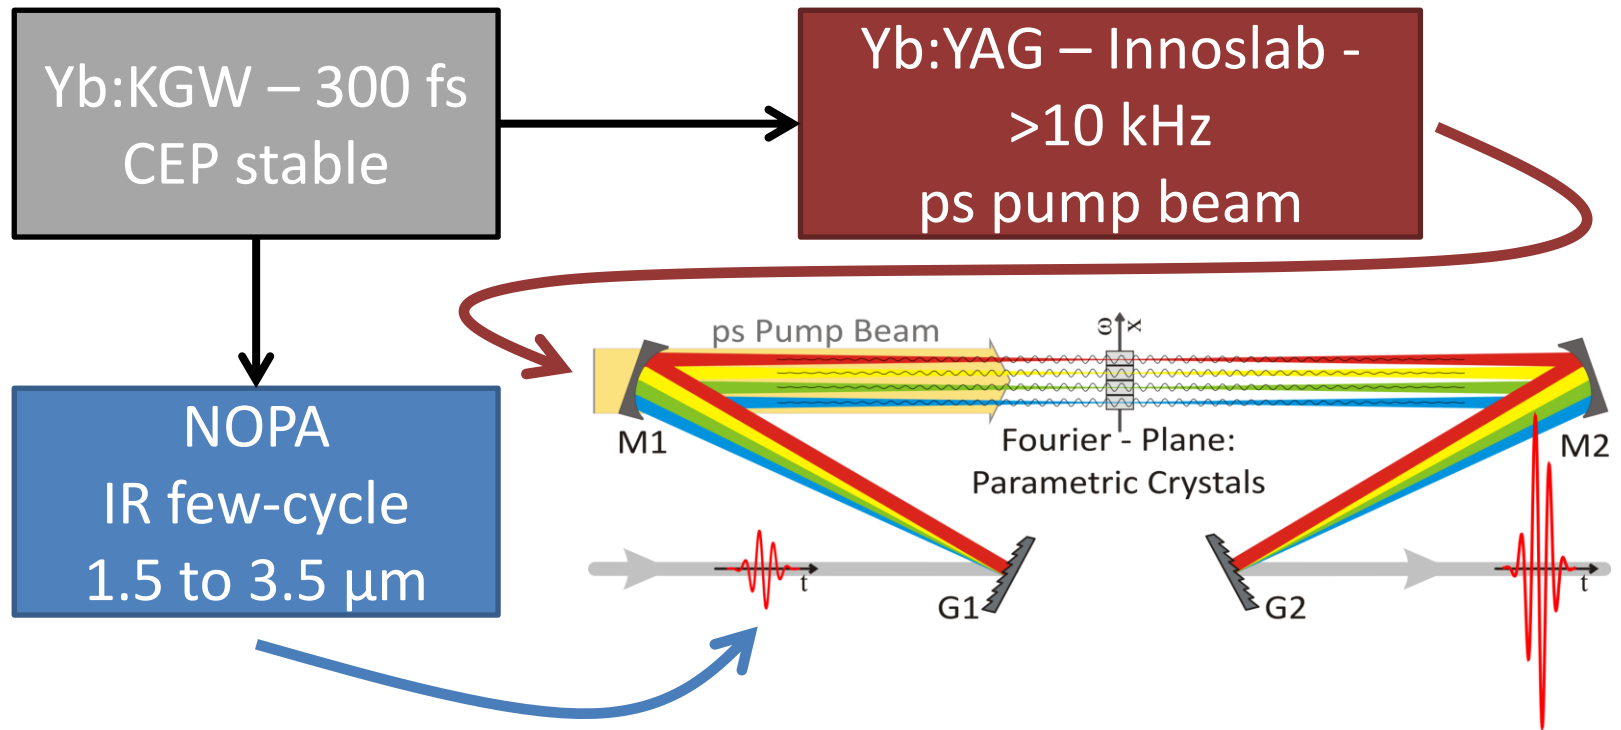 Yb:KGW – 300 fs
CEP stable
Yb:YAG – Innoslab -
>10 kHz
ps pump beam
NOPA
IR few-cycle
1.5 to 3.5 µm
ps Pump Beam
ω
x
M1
Fourier - Plane:
Parametric Crystals
M2
t
G1
G2
t